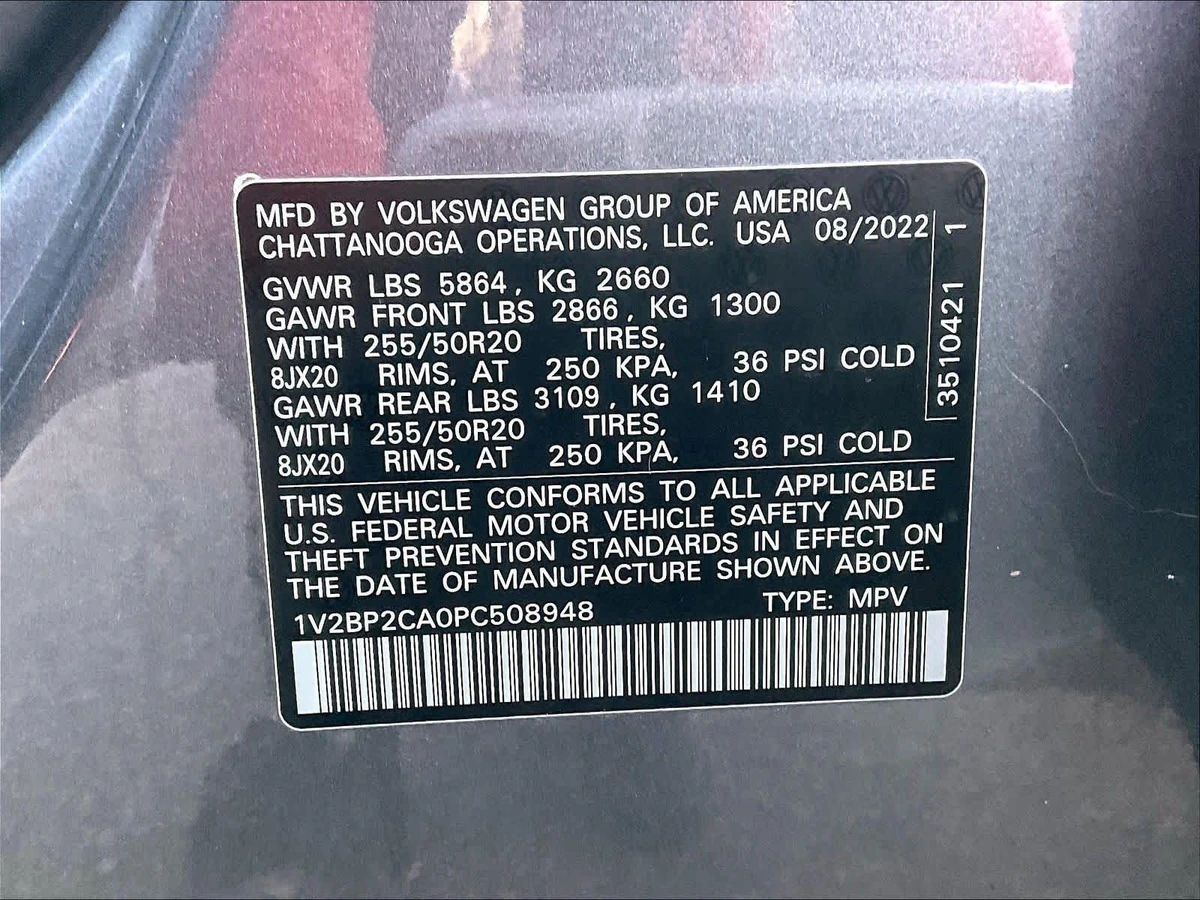 MFD BY VOLKSWAGEN GROUP OF AMERICA
CHATTANOOGA OPERATIONS, LLC. USA 08/2022
GVWR LBS 5864, KG 2660
GAWR FRONT LBS 2866, KG 1300
WITH 255/50R20 TIRES,
8JX20 RIMS, AT 250 KPA, 36 PSI COLD
GAWR REAR LBS 3109, KG 1410
WITH 255/50R20 TIRES,
8JX20 RIMS, AT 250 KPA, 36 PSI COLD
3510421 1
THIS VEHICLE CONFORMS TO ALL APPLICABLE
U.S. FEDERAL MOTOR VEHICLE SAFETY AND
THEFT PREVENTION STANDARDS IN EFFECT ON
THE DATE OF MANUFACTURE SHOWN ABOVE.
1V2BP2CA0PC508948 TYPE: MPV